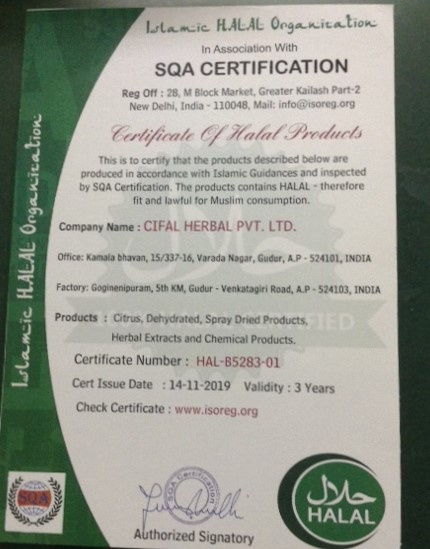 Islamic HALAL Organization
In Association With
SQA CERTIFICATION
Reg Off : 28, M Block Market, Greater Kailash Part-2
New Delhi, India - 110048, Mail: info@isoreg.org
Certificate Of Halal Products
This is to certify that the products described below are
produced in accordance with Islamic Guidances and inspected
by SQA Certification. The products contains HALAL - therefore
fit and lawful for Muslim consumption.
Company Name : CIFAL HERBAL PVT. LTD.
Office: Kamala bhavan, 15/337-16, Varada Nagar, Gudur, A.P - 524101, INDIA
Factory: Goginenipuram, 5th KM, Gudur - Venkatagiri Road, A.P - 524103, INDIA
Products : Citrus, Dehydrated, Spray Dried Products,
Herbal Extracts and Chemical Products.
Certificate Number : HAL-B5283-01
Cert Issue Date : 14-11-2019 Validity : 3 Years
Check Certificate : www.isoreg.org
Islamic HALAL Organization
SQA
SQA Certification
Authorized Signatory
حلال
HALAL